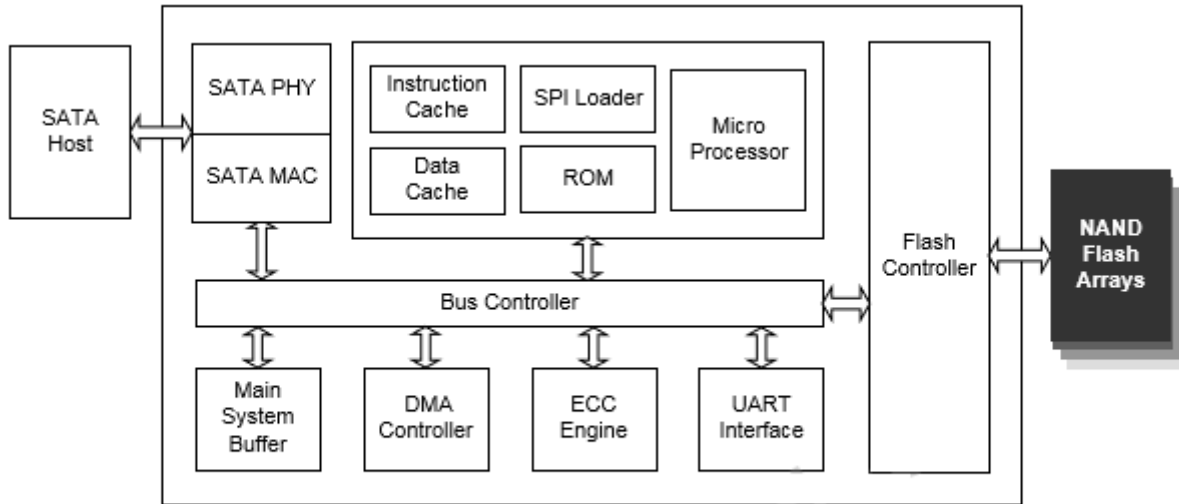 SATA
Host
SATA PHY
SATA MAC
Instruction
Cache
SPI Loader
Data
Cache
ROM
Micro
Processor
Flash
Controller
NAND
Flash
Arrays
Bus Controller
Main
System
Buffer
DMA
Controller
ECC
Engine
UART
Interface